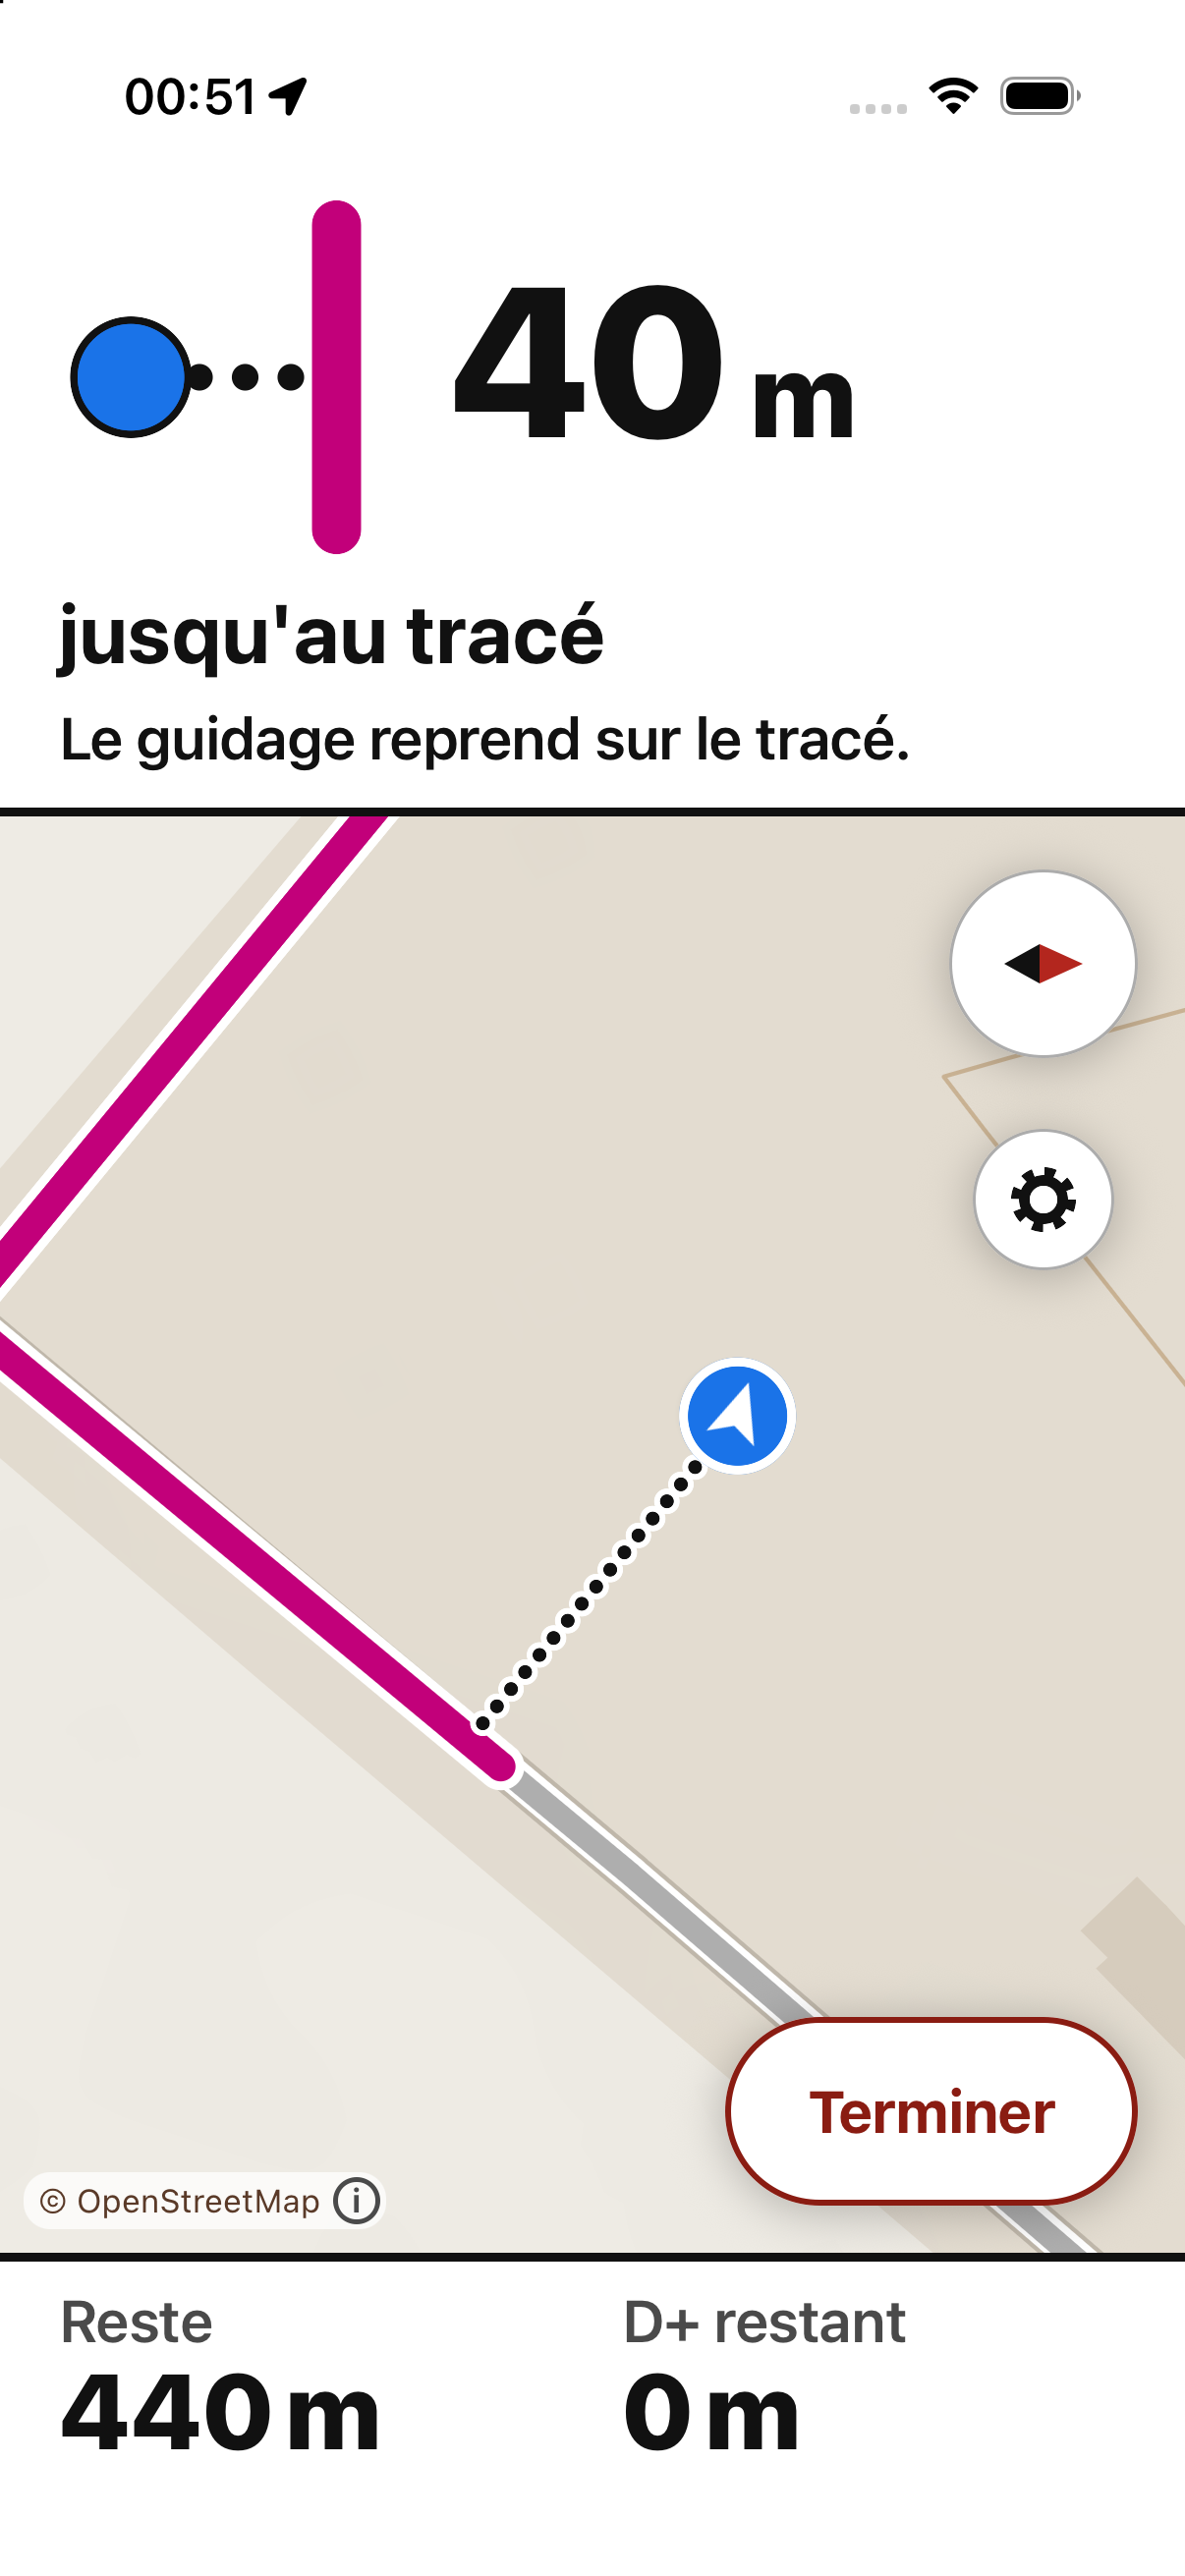 00:51
40 m
jusqu'au tracé
Le guidage reprend sur le tracé.
Terminer
© OpenStreetMap i
Reste
440 m
D+ restant
0 m